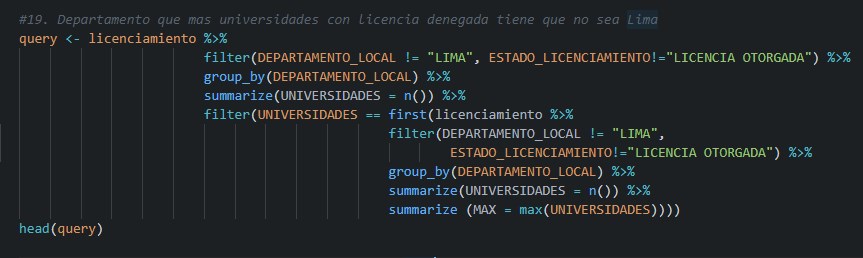 #19. Departamento que mas universidades con licencia denegada tiene que no sea Lima
query <- licenciamiento %>%
filter(DEPARTAMENTO_LOCAL != "LIMA", ESTADO_LICENCIAMIENTO!="LICENCIA OTORGADA") %>%
group_by(DEPARTAMENTO_LOCAL) %>%
summarize(UNIVERSIDADES = n()) %>%
filter(UNIVERSIDADES == first(licenciamiento %>%
filter(DEPARTAMENTO_LOCAL != "LIMA",
ESTADO_LICENCIAMIENTO!="LICENCIA OTORGADA") %>%
group_by(DEPARTAMENTO_LOCAL) %>%
summarize(UNIVERSIDADES = n()) %>%
summarize (MAX = max(UNIVERSIDADES))))
head(query)